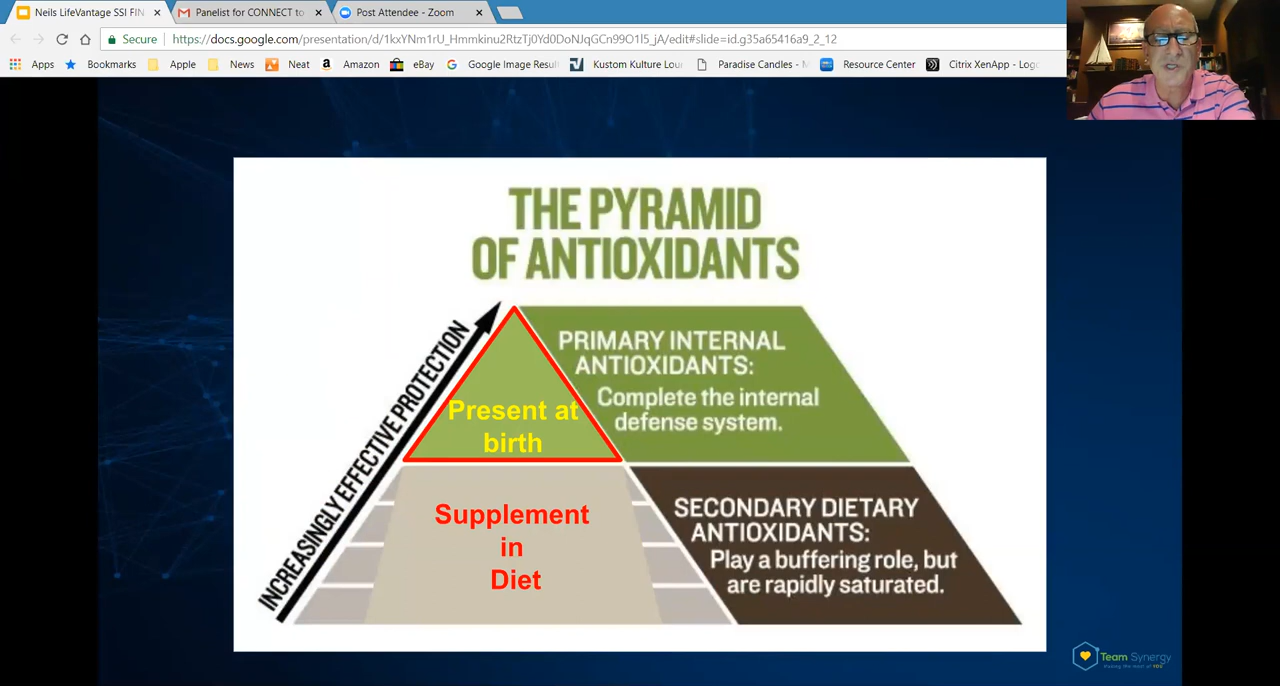 Neils LifeVantage SSI FIN
Panelist for CONNECT to
Post Attendee - Zoom
Secure
https://docs.google.com/presentation/d/1kxYNm1rU_Hmmkinu2RtzTj0Yd0DoNJqGCn99O1l5_jA/edit#slide=id.g35a65416a9_2_12
Apps Bookmarks Apple News Neat Amazon eBay Google Image Resul Kustom Kulture Lou Paradise Candles - M Resource Center Citrix XenApp - Logo
THE PYRAMID
OF ANTIOXIDANTS
INCREASINGLY EFFECTIVE PROTECTION
Present at
birth
PRIMARY INTERNAL
ANTIOXIDANTS:
Complete the internal
defense system.
Supplement
in
Diet
SECONDARY DIETARY
ANTIOXIDANTS:
Play a buffering role, but
are rapidly saturated.
Team Synergy